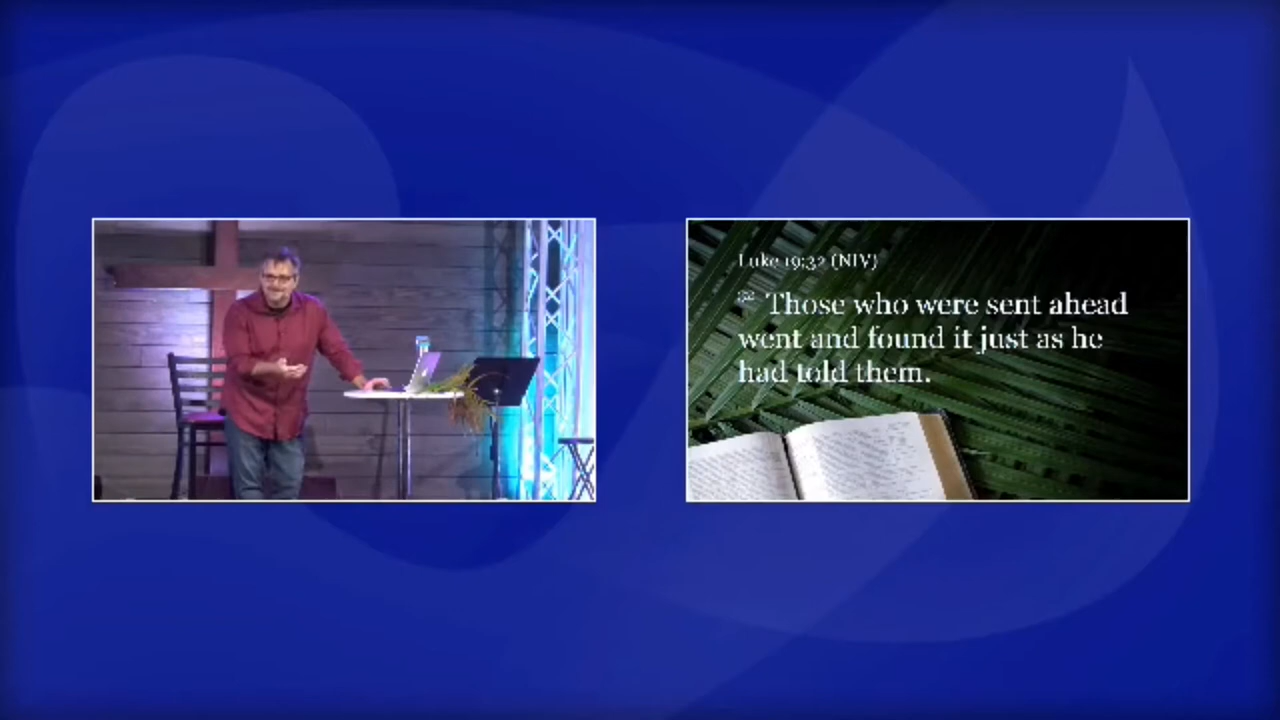 Luke 19:32 (NIV)
32 Those who were sent ahead
went and found it just as he
had told them.